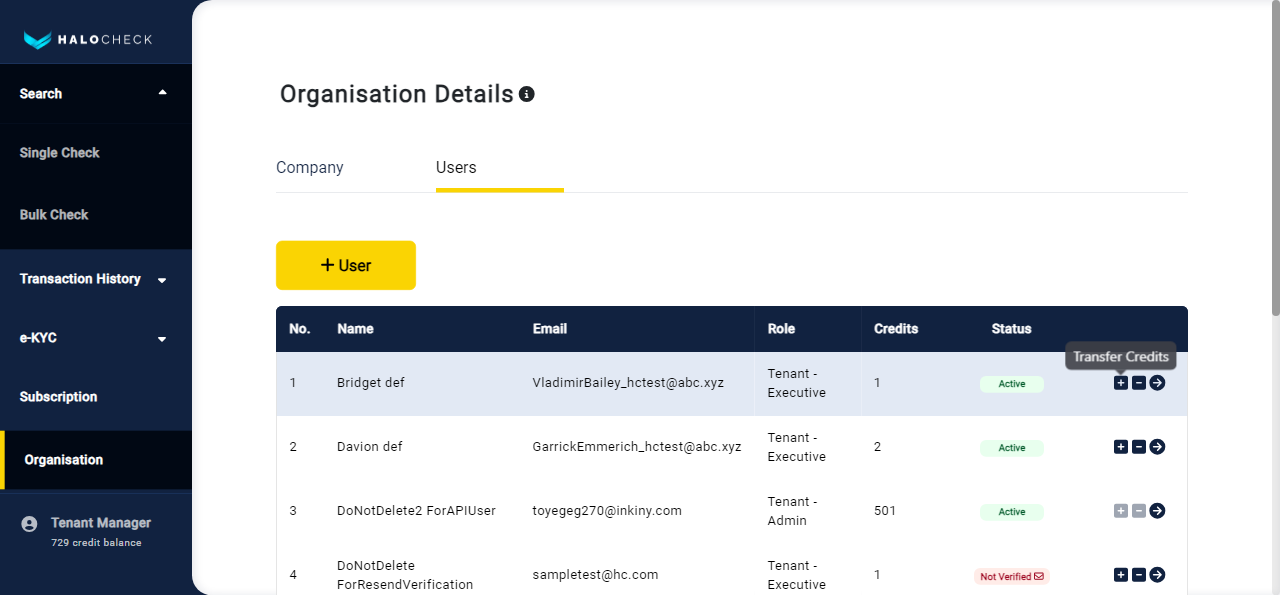 HALOCHECK
Search
Single Check
Bulk Check
Transaction History
e-KYC
Subscription
Organisation
Tenant Manager
729 credit balance
Organisation Details
Company Users
+ User
No. Name Email Role Credits Status
Transfer Credits
1 Bridget def VladimirBailey_hctest@abc.xyz Tenant - Executive 1 Active
2 Davion def GarrickEmmerich_hctest@abc.xyz Tenant - Executive 2 Active
3 DoNotDelete2 ForAPIUser toyegeg270@inkiny.com Tenant - Admin 501 Active
4 DoNotDelete ForResendVerification sampletest@hc.com Tenant - Executive 1 Not Verified